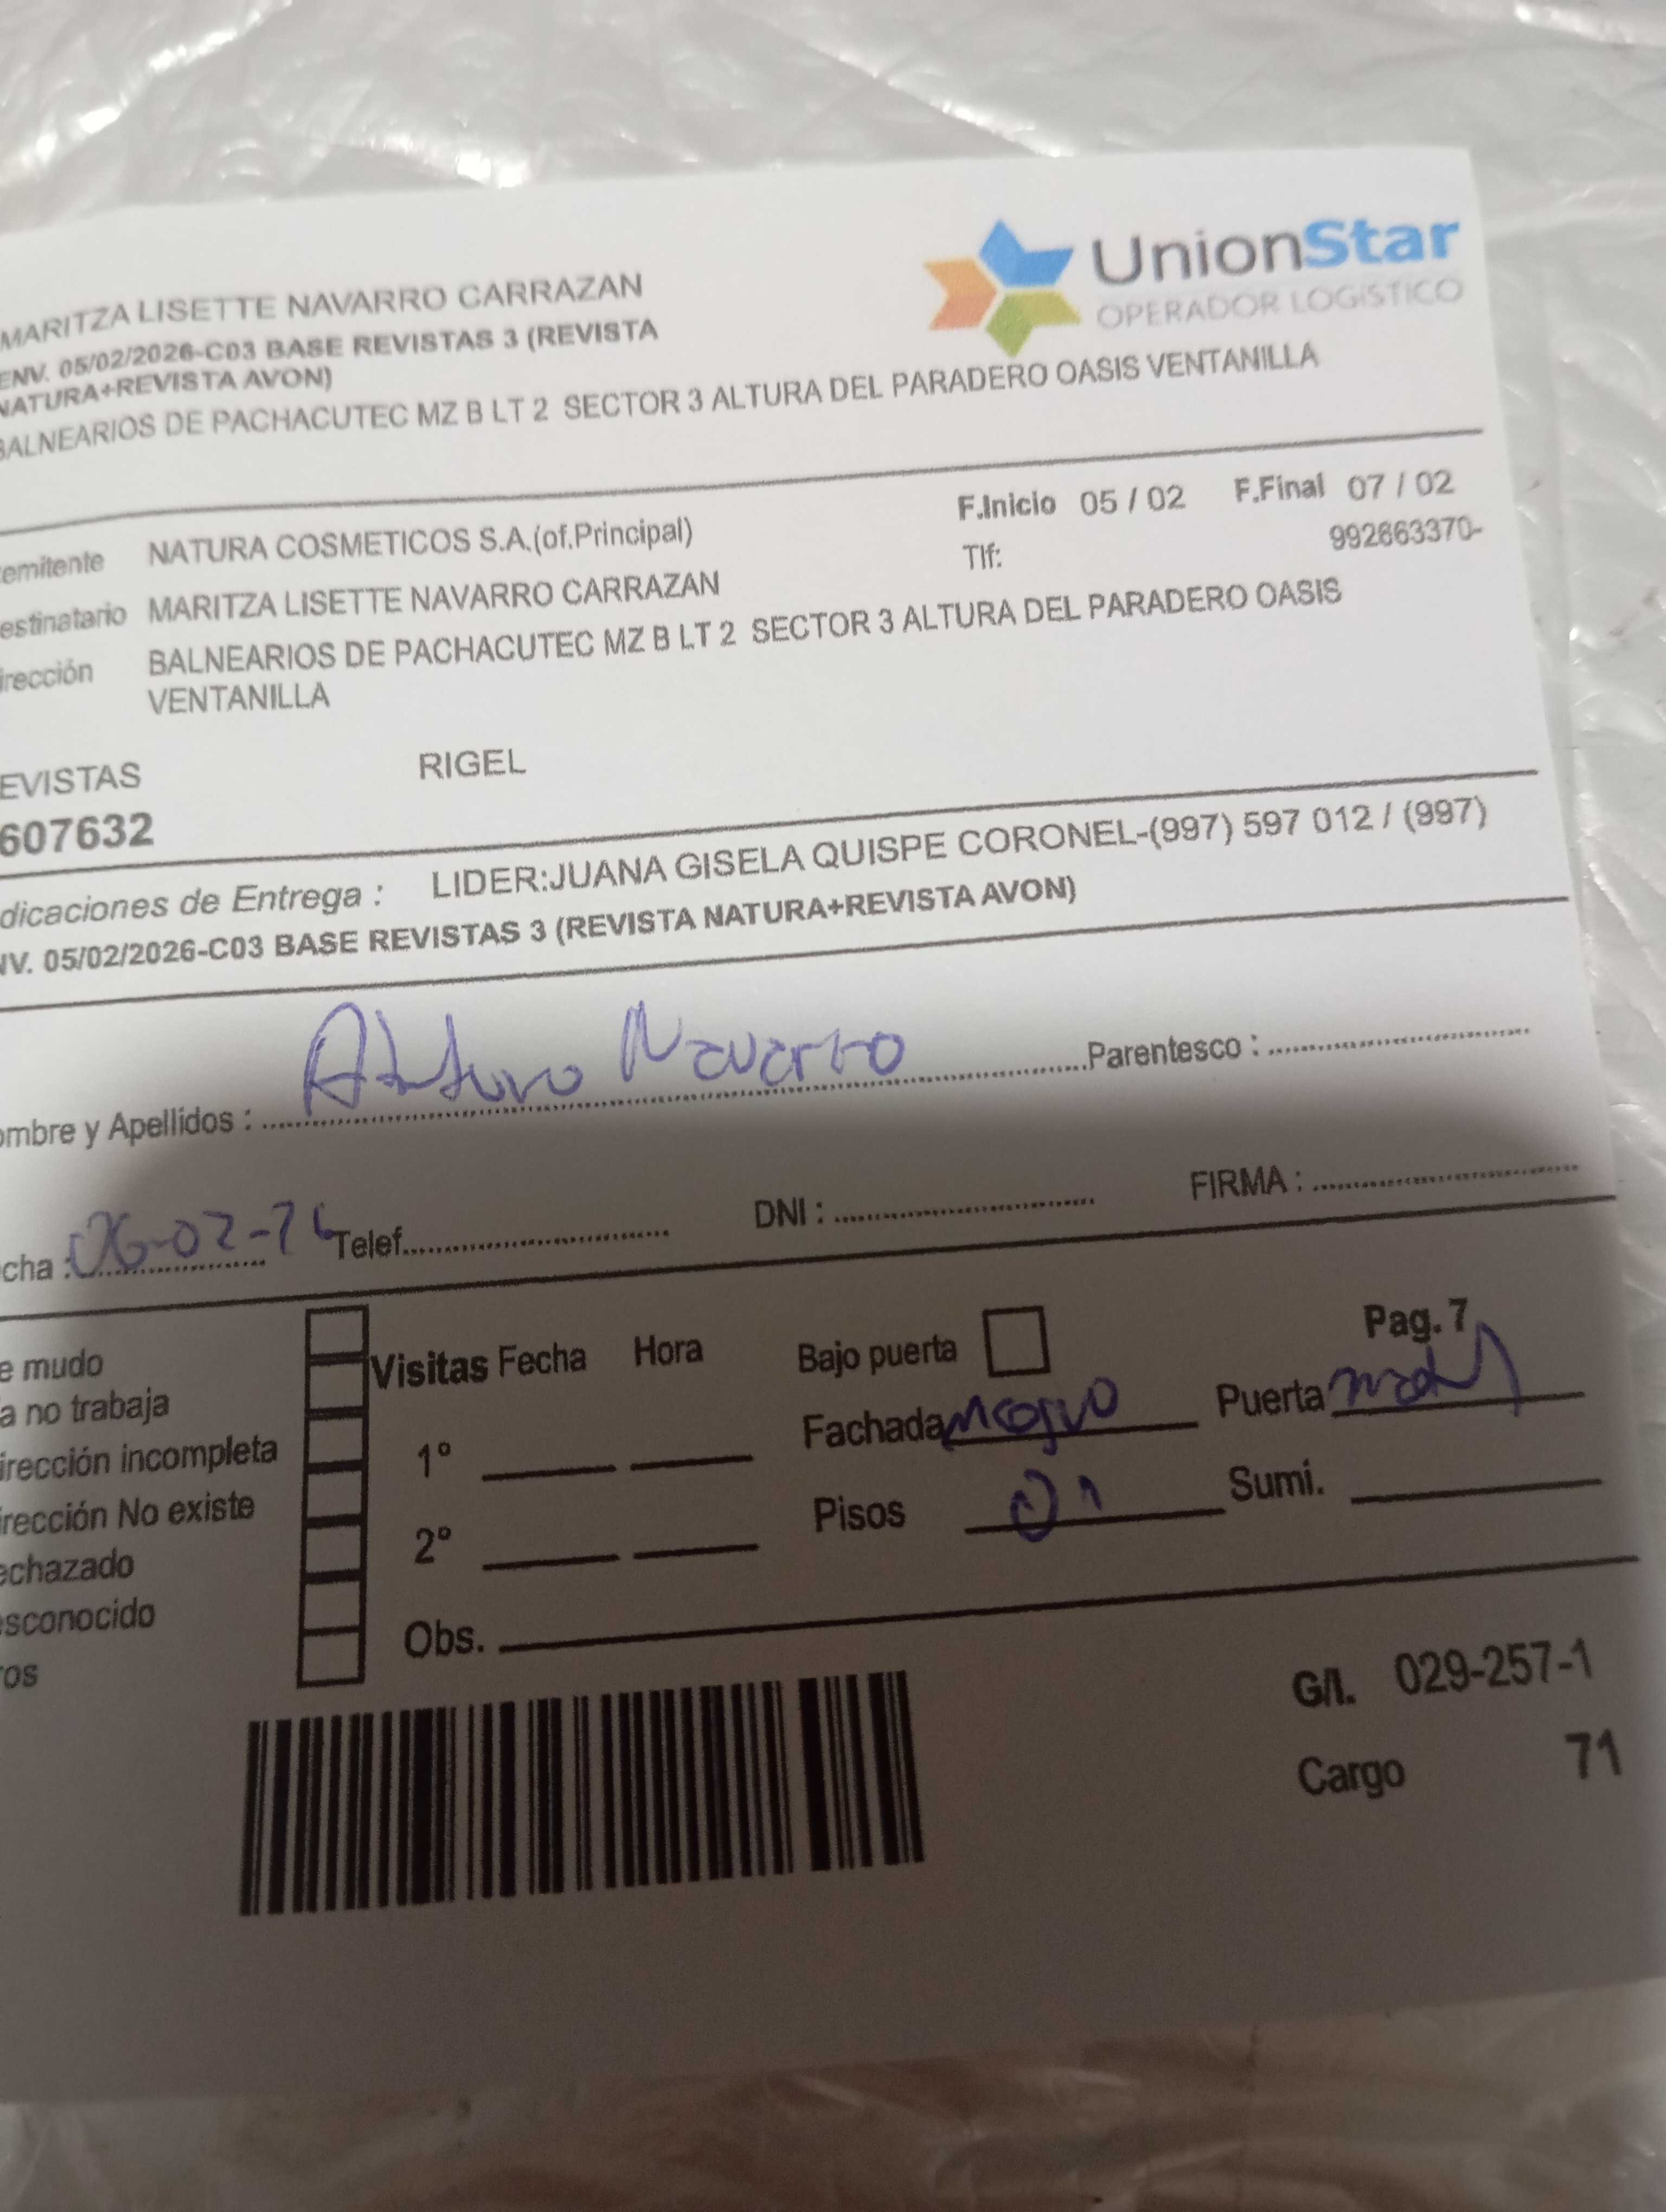 MARITZA LISETTE NAVARRO CARRAZAN
ENV. 05/02/2026-C03 BASE REVISTAS 3 (REVISTA
NATURA+REVISTA AVON)
BALNEARIOS DE PACHACUTEC MZ B LT 2 SECTOR 3 ALTURA DEL PARADERO OASIS VENTANILLA
UnionStar
OPERADOR LOGÍSTICO
emitente NATURA COSMETICOS S.A.(of.Principal)
F.Inicio 05 / 02 F.Final 07 / 02
estinatario MARITZA LISETTE NAVARRO CARRAZAN
Tlf: 992663370-
irección BALNEARIOS DE PACHACUTEC MZ B LT 2 SECTOR 3 ALTURA DEL PARADERO OASIS
VENTANILLA
EVISTAS RIGEL
607632
dicaciones de Entrega : LIDER:JUANA GISELA QUISPE CORONEL-(997) 597 012 / (997)
NV. 05/02/2026-C03 BASE REVISTAS 3 (REVISTA NATURA+REVISTA AVON)
ombre y Apellidos : Arturo Navarro Parentesco :
cha : Telef. DNI : FIRMA :
e mudo
a no trabaja
irección incompleta
irección No existe
echazado
esconocido
ros
Visitas Fecha Hora
1º
2º
Obs.
Bajo puerta Pag. 7
Fachada Puerta
Pisos 01 Sumi.
G/I. 029-257-1
Cargo 71